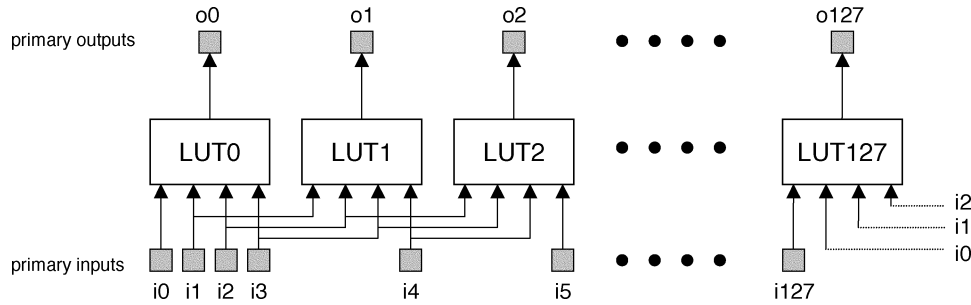 o0 o1 o2 o127
primary outputs
LUT0 LUT1 LUT2 LUT127
i2
i1
i0
primary inputs
i0 i1 i2 i3 i4 i5 i127